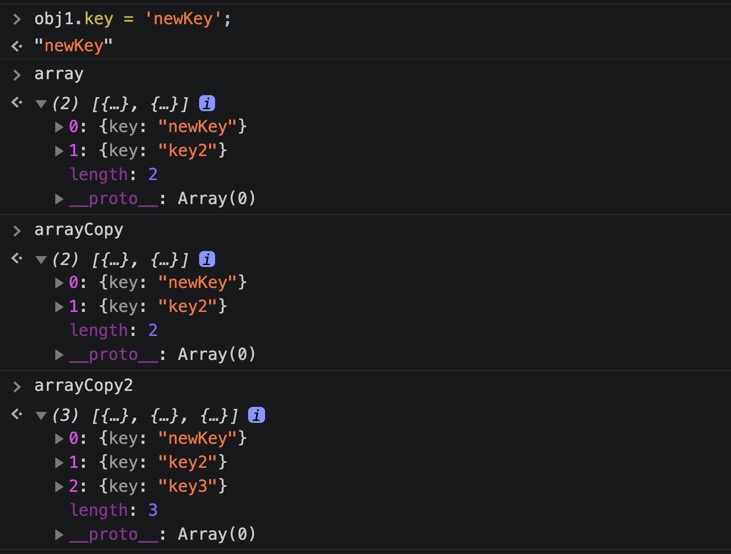 > obj1.key = 'newKey';
<· "newKey"
> array
<· ▼(2) [{…}, {…}] i
▶0: {key: "newKey"}
▶1: {key: "key2"}
length: 2
▶__proto__: Array(0)
> arrayCopy
<· ▼(2) [{…}, {…}] i
▶0: {key: "newKey"}
▶1: {key: "key2"}
length: 2
▶__proto__: Array(0)
> arrayCopy2
<· ▼(3) [{…}, {…}, {…}] i
▶0: {key: "newKey"}
▶1: {key: "key2"}
▶2: {key: "key3"}
length: 3
▶__proto__: Array(0)